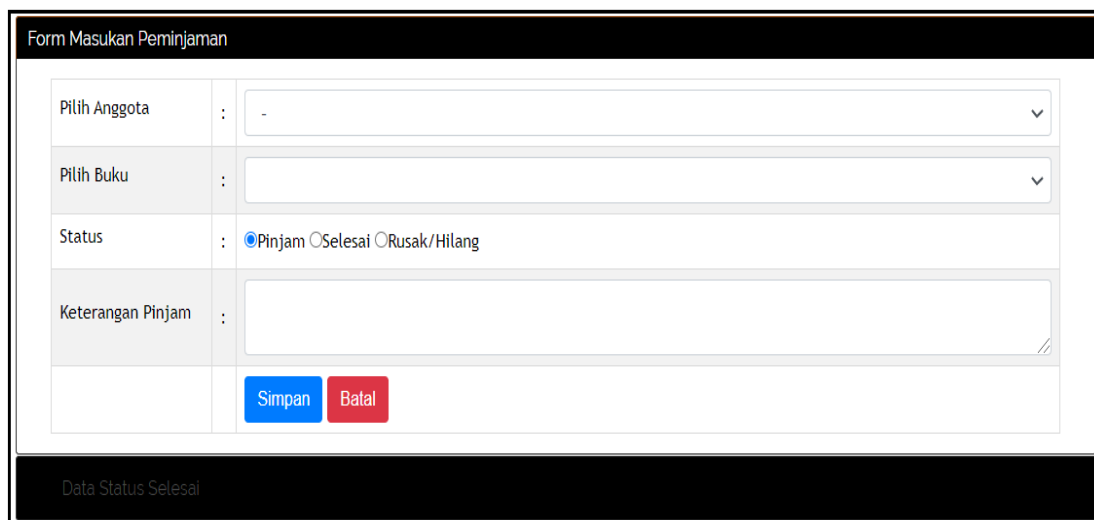 Form Masukan Peminjaman
Pilih Anggota : -
Pilih Buku :
Status : Pinjam Selesai Rusak/Hilang
Keterangan Pinjam :
Simpan Batal
Data Status Selesai